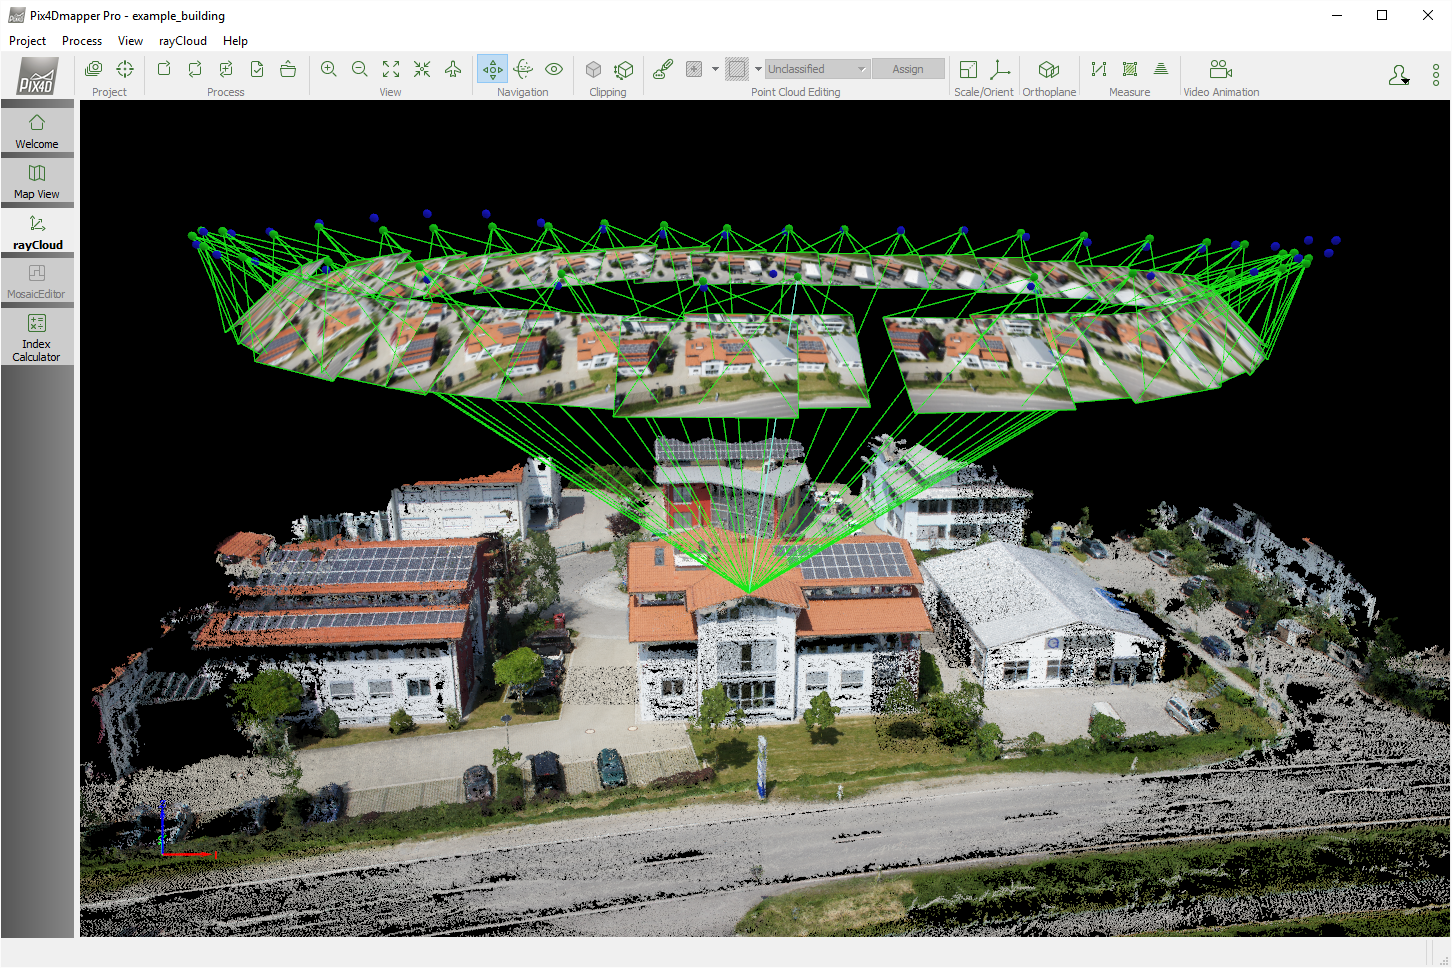 Pix4Dmapper Pro - example_building
Project Process View rayCloud Help
PIX4D
Unclassified
Assign
Project Process View Navigation Clipping Point Cloud Editing Scale/Orient Orthoplane Measure Video Animation
Welcome
Map View
rayCloud
MosaicEditor
Index
Calculator